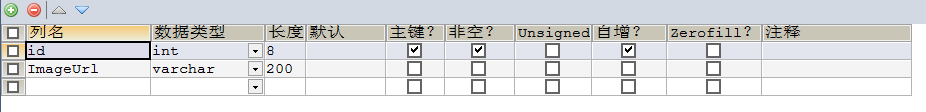 列名 数据类型 长度 默认 主键? 非空? Unsigned 自增? Zerofill? 注释
id int 8
ImageUrl varchar 200